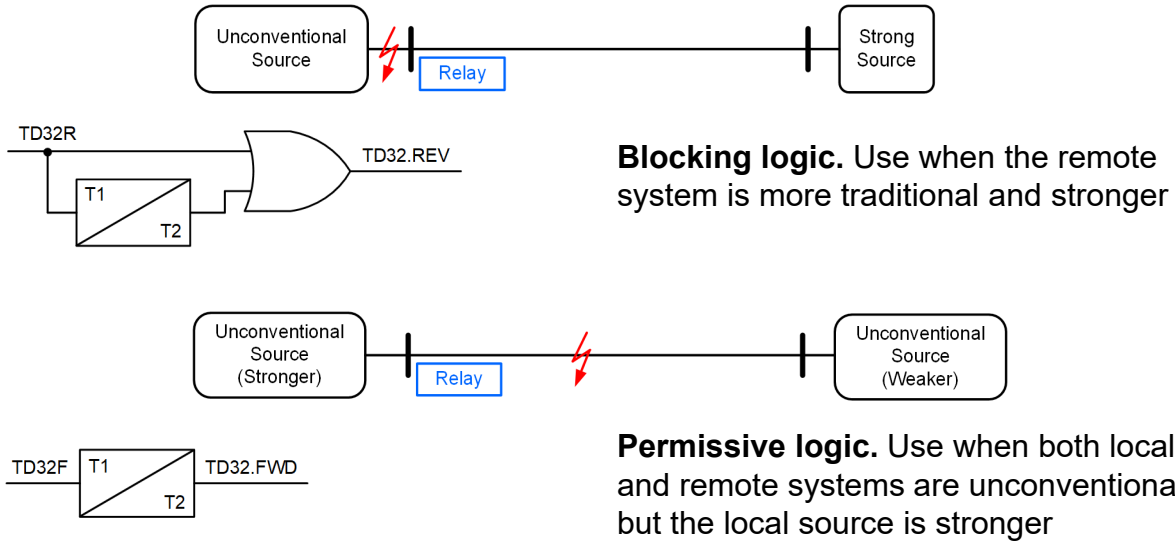 Unconventional
Source
Relay
Strong
Source
TD32R
T1
T2
TD32.REV
Blocking logic. Use when the remote
system is more traditional and stronger
Unconventional
Source
(Stronger)
Relay
Unconventional
Source
(Weaker)
TD32F
T1
T2
TD32.FWD
Permissive logic. Use when both local
and remote systems are unconventiona
but the local source is stronger